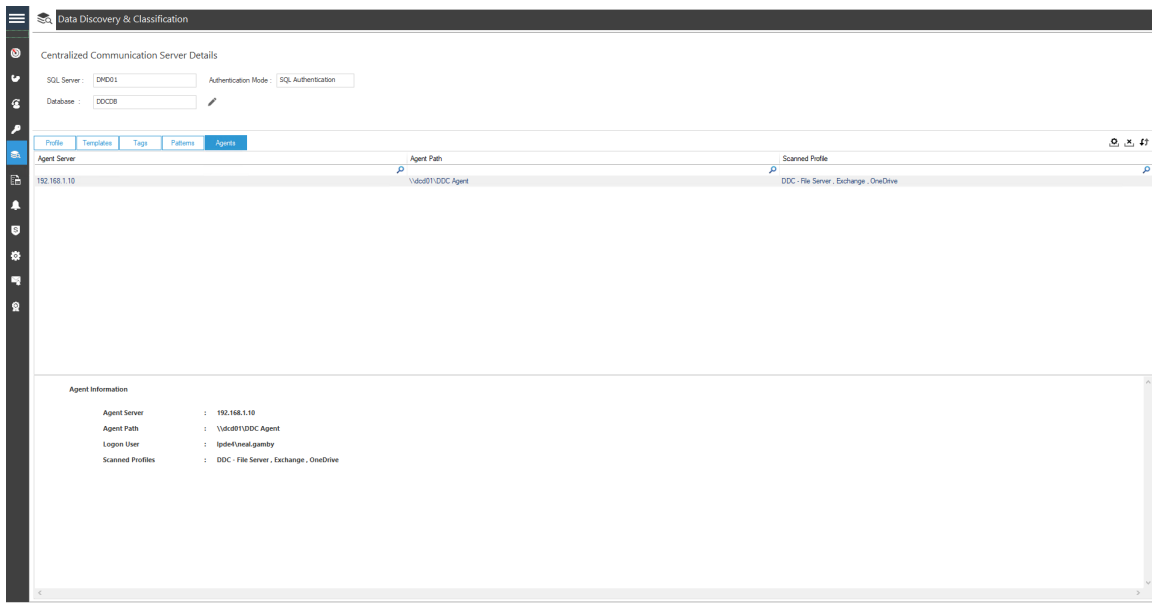 Data Discovery & Classification
Centralized Communication Server Details
SQL Server : DMD01 Authentication Mode : SQL Authentication
Database : DDCDB
Profile Templates Tags Patterns Agents
Agent Server Agent Path Scanned Profile
192.168.1.10 \\dcd01\DDC Agent DDC - File Server , Exchange , OneDrive
Agent Information
Agent Server : 192.168.1.10
Agent Path : \\dcd01\DDC Agent
Logon User : lpde4\neal.gamby
Scanned Profiles : DDC - File Server , Exchange , OneDrive